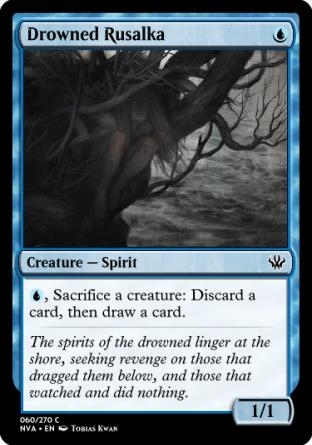 Drowned Rusalka
Creature — Spirit
, Sacrifice a creature: Discard a
card, then draw a card.
The spirits of the drowned linger at the
shore, seeking revenge on those that
dragged them below, and those that
watched and did nothing.
1/1
060/270 C
NVA • EN Tobias Kwan